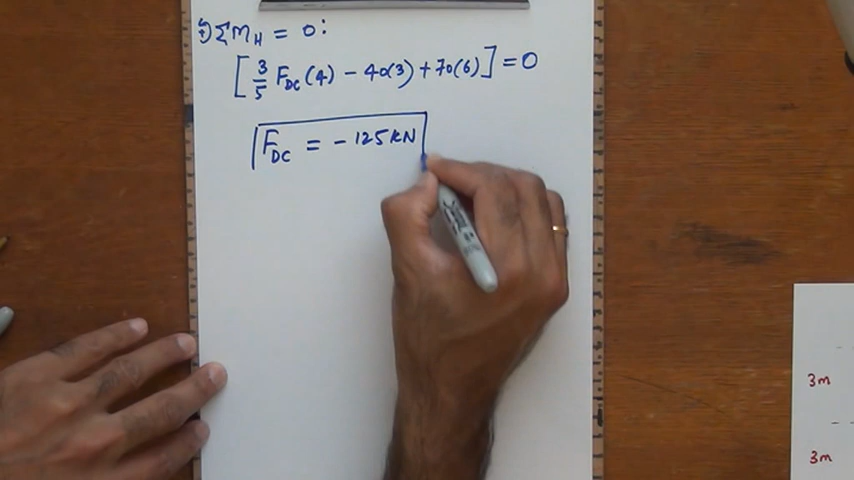 ↺ΣM_H = 0:
[3/5 F_DC (4) - 40(3) + 70(6)] = 0
F_DC = -125 kN
3m
3m